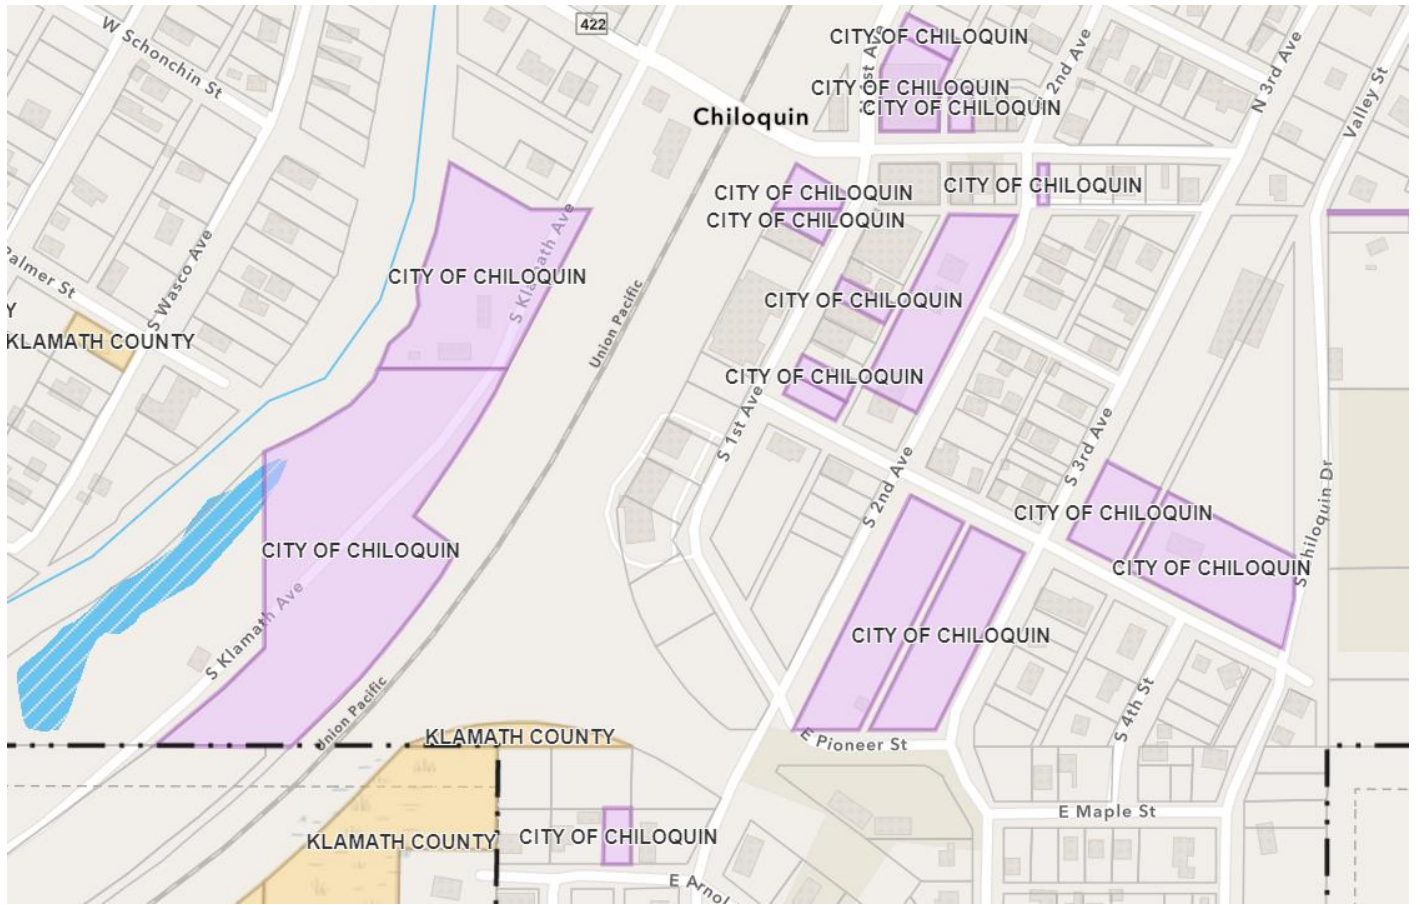 422
W Schonchin St
CITY OF CHILOQUIN
N 2nd Ave
N 3rd Ave
Valley St
CITY OF CHILOQUIN
CITY OF CHILOQUIN
Chiloquin
CITY OF CHILOQUIN
CITY OF CHILOQUIN
CITY OF CHILOQUIN
S Klamath Ave
S Wasco Ave
Palmer St
CITY OF CHILOQUIN
Union Pacific
CITY OF CHILOQUIN
Y
KLAMATH COUNTY
CITY OF CHILOQUIN
S 1st Ave
S 2nd Ave
S 3rd Ave
CITY OF CHILOQUIN
CITY OF CHILOQUIN
S Chiloquin Dr
CITY OF CHILOQUIN
S Klamath Ave
CITY OF CHILOQUIN
Union Pacific
KLAMATH COUNTY
E Pioneer St
S 4th St
E Maple St
KLAMATH COUNTY
CITY OF CHILOQUIN